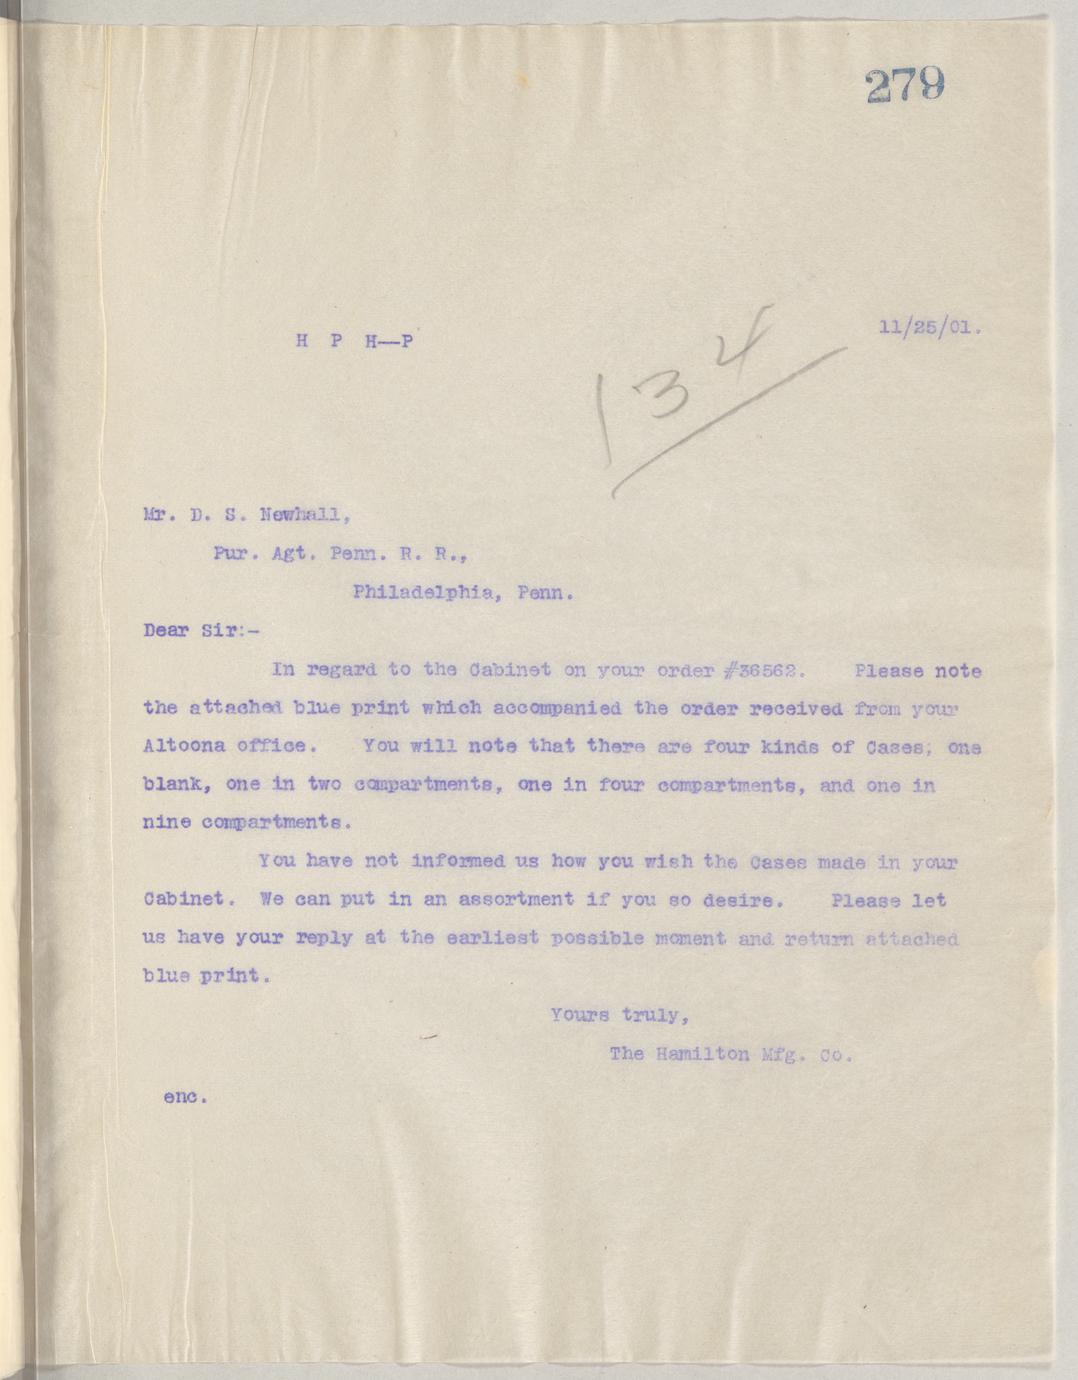 279
H P H—P
11/25/01.
134
Mr. D. S. Newhall,
Pur. Agt. Penn. R. R.,
Philadelphia, Penn.
Dear Sir:-
In regard to the Cabinet on your order #36562. Please note
the attached blue print which accompanied the order received from your
Altoona office. You will note that there are four kinds of Cases; one
blank, one in two compartments, one in four compartments, and one in
nine compartments.
You have not informed us how you wish the Cases made in your
Cabinet. We can put in an assortment if you so desire. Please let
us have your reply at the earliest possible moment and return attached
blue print.
Yours truly,
The Hamilton Mfg. Co.
enc.